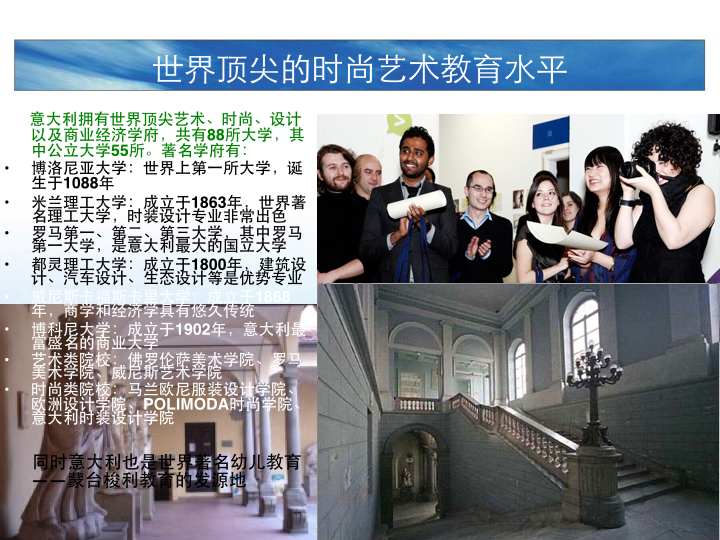 世界顶尖的时尚艺术教育水平
意大利拥有世界顶尖艺术、时尚、设计
以及商业经济学府，共有88所大学，其
中公立大学55所。著名学府有：
• 博洛尼亚大学：世界上第一所大学，诞
生于1088年
• 米兰理工大学：成立于1863年，世界著
名理工大学，时装设计专业非常出色
• 罗马第一、第二、第三大学，其中罗马
第一大学，是意大利最大的国立大学
• 都灵理工大学：成立于1800年，建筑设
计、汽车设计、生态设计等是优势专业
• 威尼斯卡福斯卡里大学：成立于1868
年，商学和经济学具有悠久传统
• 博科尼大学：成立于1902年，意大利最
富盛名的商业大学
• 艺术类院校：佛罗伦萨美术学院、罗马
美术学院、威尼斯艺术学院
• 时尚类院校：马兰欧尼服装设计学院、
欧洲设计学院、POLIMODA时尚学院、
意大利时装设计学院
同时意大利也是世界著名幼儿教育
——蒙台梭利教育的发源地